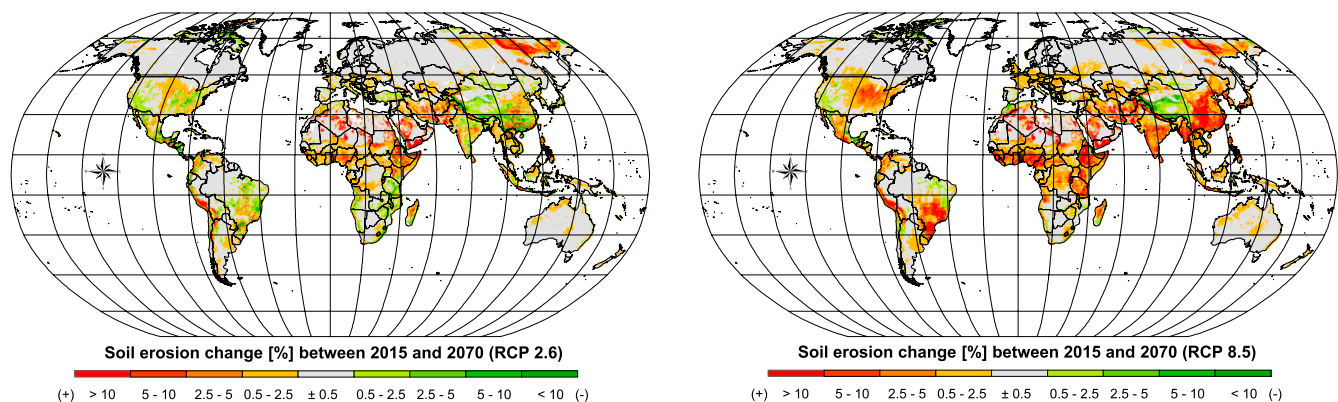 Soil erosion change [%] between 2015 and 2070 (RCP 2.6)
(+) > 10 5 - 10 2.5 - 5 0.5 - 2.5 ± 0.5 0.5 - 2.5 2.5 - 5 5 - 10 < 10 (-)
Soil erosion change [%] between 2015 and 2070 (RCP 8.5)
(+) > 10 5 - 10 2.5 - 5 0.5 - 2.5 ± 0.5 0.5 - 2.5 2.5 - 5 5 - 10 < 10 (-)